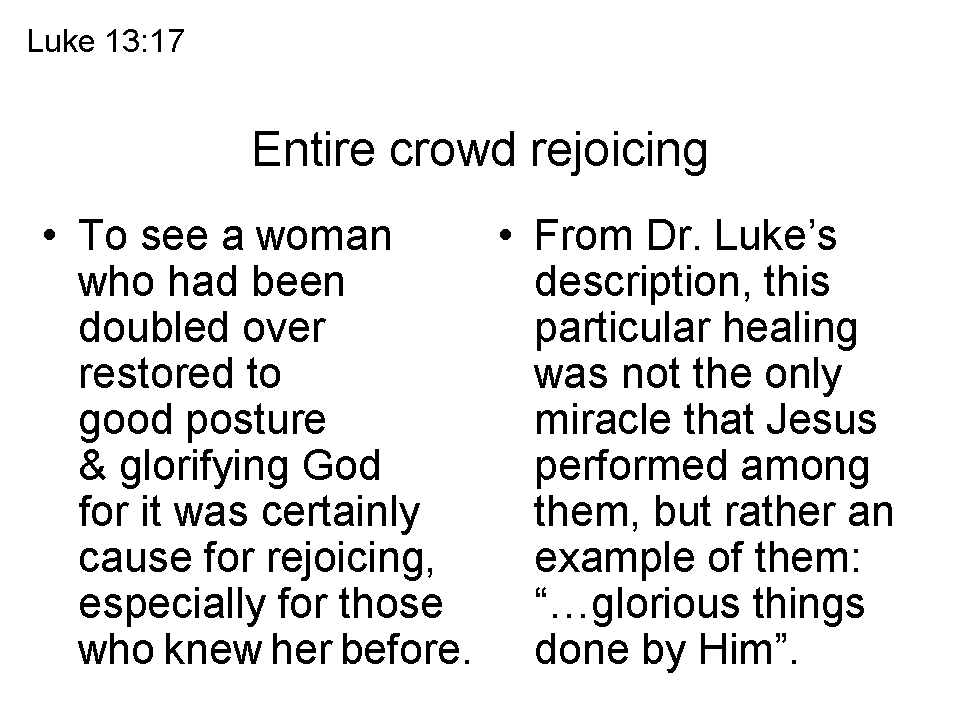 Luke 13:17
Entire crowd rejoicing
• To see a woman
who had been
doubled over
restored to
good posture
& glorifying God
for it was certainly
cause for rejoicing,
especially for those
who knew her before.
• From Dr. Luke’s
description, this
particular healing
was not the only
miracle that Jesus
performed among
them, but rather an
example of them:
“…glorious things
done by Him”.